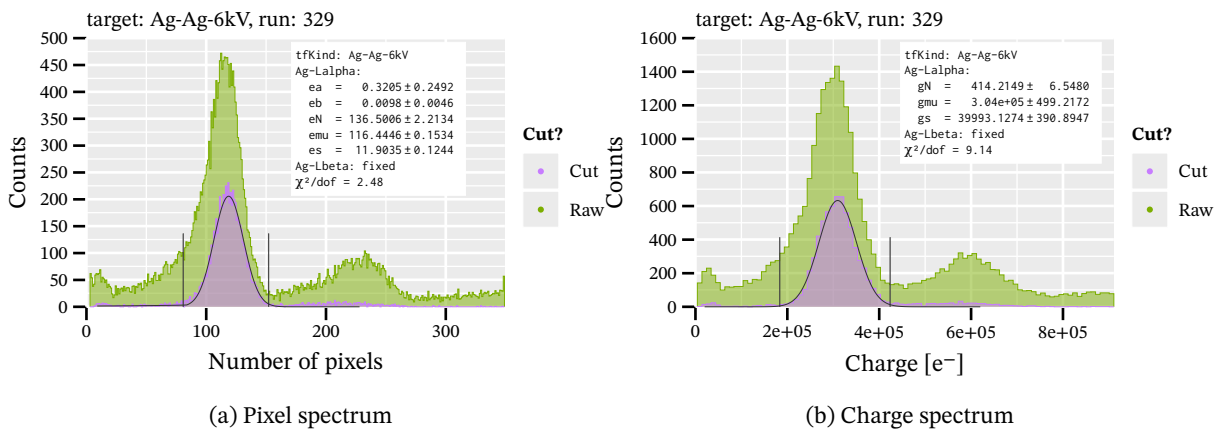 target: Ag-Ag-6kV, run: 329
500
450
400
350
300
250
200
150
100
50
0
Counts
0
100
200
300
Number of pixels
tfKind: Ag-Ag-6kV
Ag-Lalpha:
ea = 0.3205±0.2492
eb = 0.0098±0.0046
eN = 136.5006±2.2134
emu = 116.4446±0.1534
es = 11.9035±0.1244
Ag-Lbeta: fixed
χ²/dof = 2.48
Cut?
Cut
Raw
(a) Pixel spectrum
target: Ag-Ag-6kV, run: 329
1600
1400
1200
1000
800
600
400
200
0
Counts
0
2e+05
4e+05
6e+05
8e+05
Charge [e⁻]
tfKind: Ag-Ag-6kV
Ag-Lalpha:
gN = 414.2149± 6.5480
gmu = 3.04e+05±499.2172
gs = 39993.1274±390.8947
Ag-Lbeta: fixed
χ²/dof = 9.14
Cut?
Cut
Raw
(b) Charge spectrum